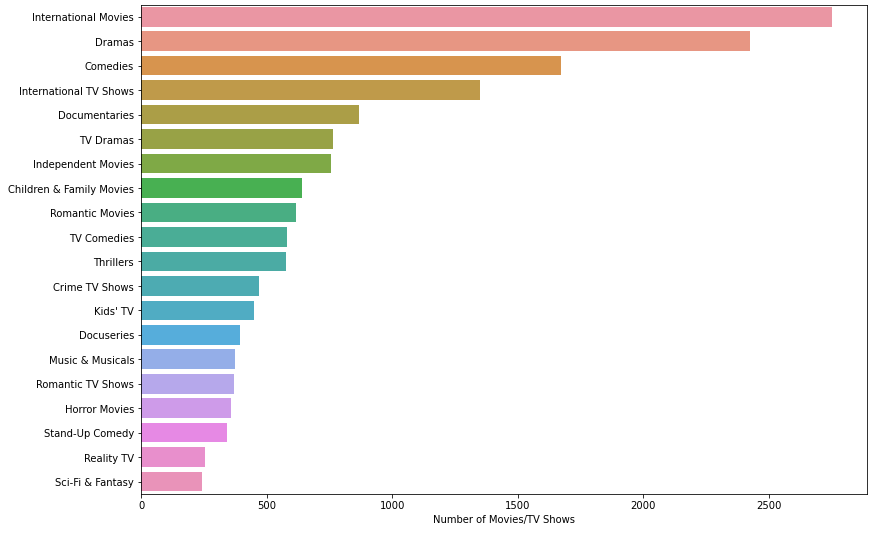 International Movies
Dramas
Comedies
International TV Shows
Documentaries
TV Dramas
Independent Movies
Children & Family Movies
Romantic Movies
TV Comedies
Thrillers
Crime TV Shows
Kids' TV
Docuseries
Music & Musicals
Romantic TV Shows
Horror Movies
Stand-Up Comedy
Reality TV
Sci-Fi & Fantasy
0 500 1000 1500 2000 2500
Number of Movies/TV Shows